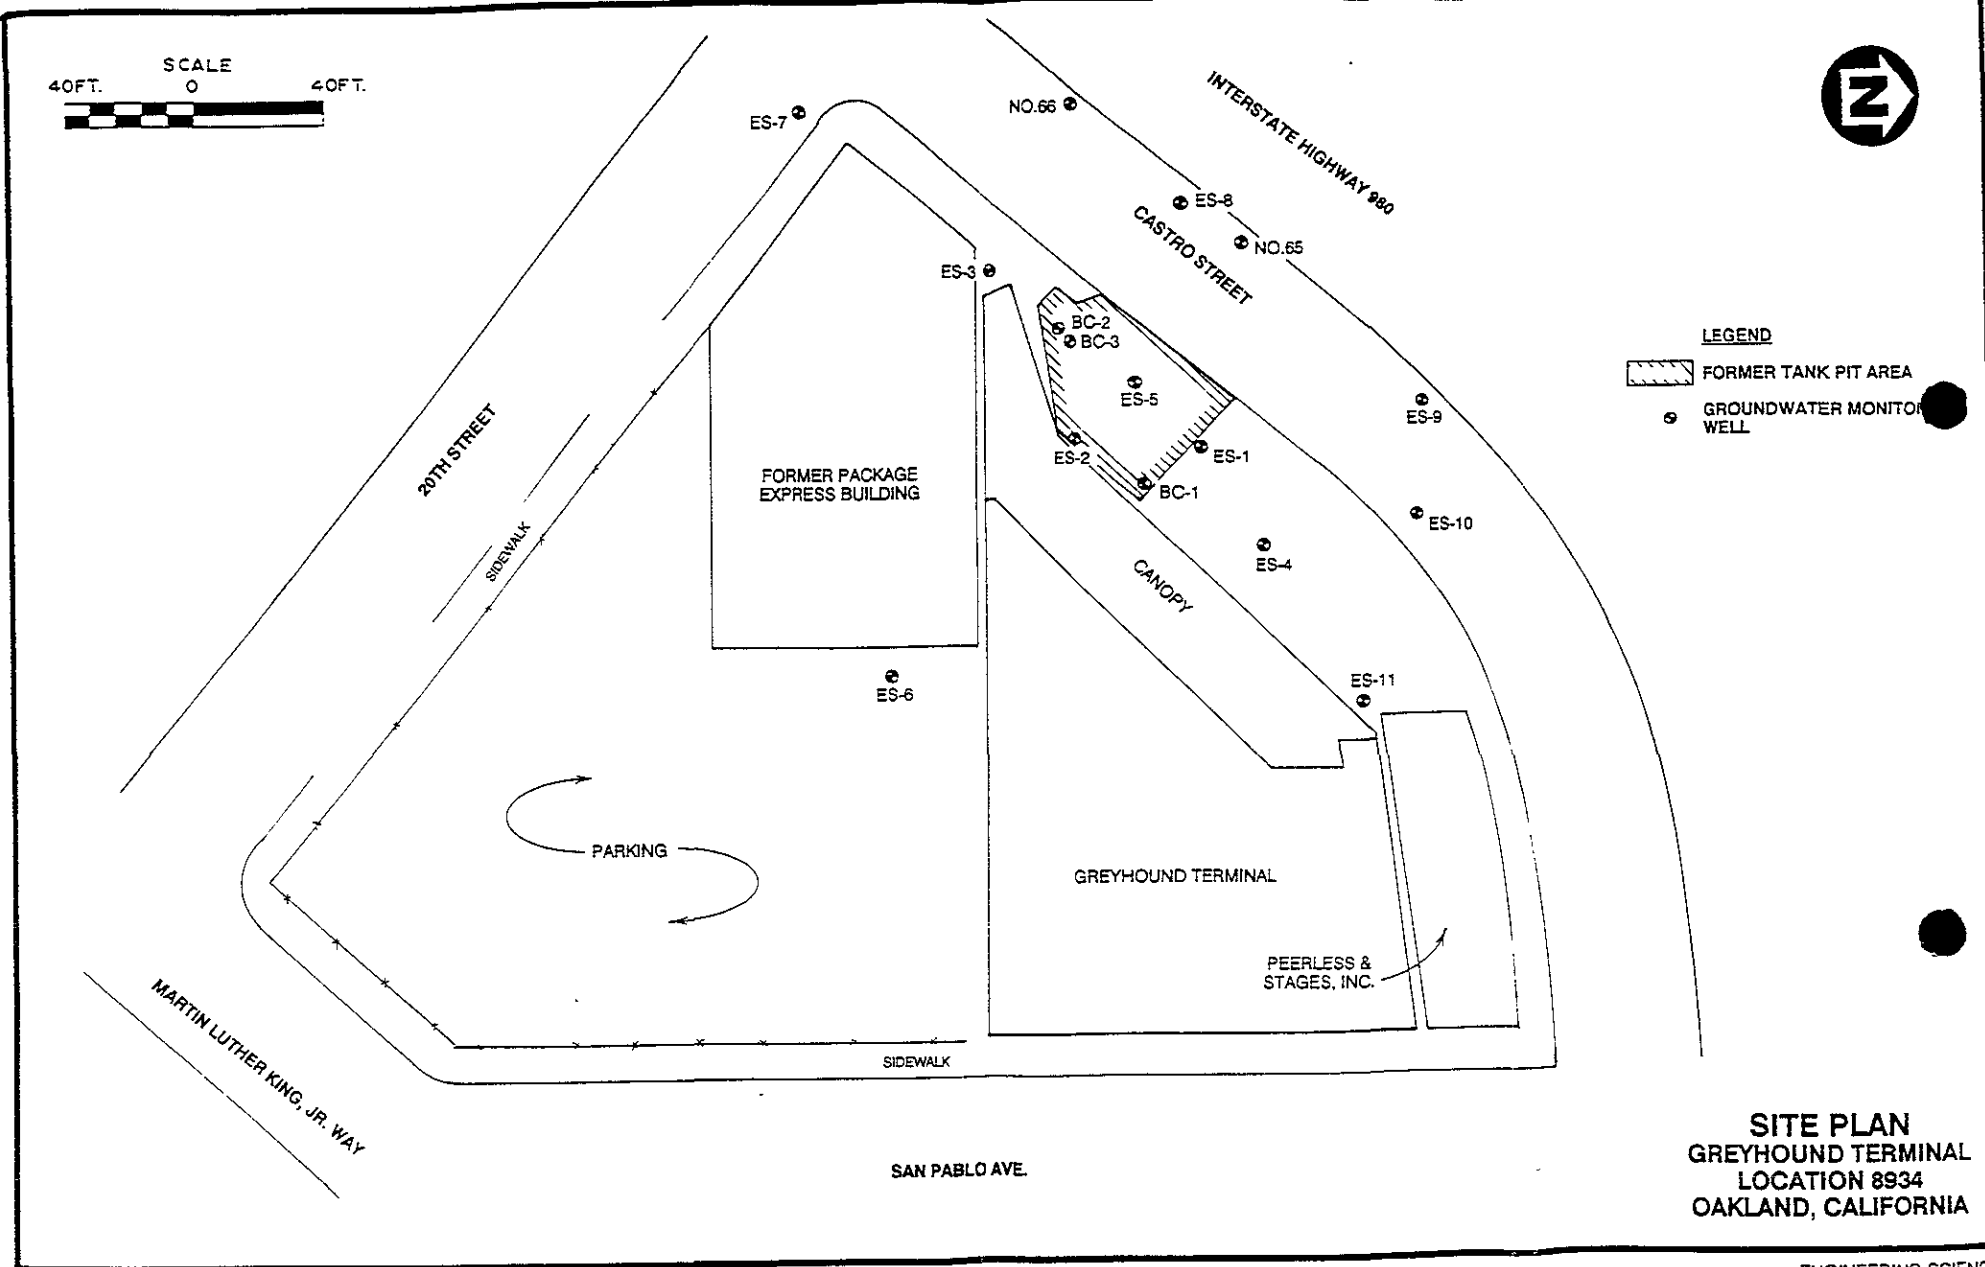 SCALE
40FT. 0 40FT.
ES-7
NO.66
INTERSTATE HIGHWAY 980
N
ES-8
CASTRO STREET
NO.65
ES-3
BC-2
BC-3
ES-5
LEGEND
FORMER TANK PIT AREA
GROUNDWATER MONITOR
WELL
ES-9
20TH STREET
ES-2
ES-1
BC-1
FORMER PACKAGE
EXPRESS BUILDING
ES-10
SIDEWALK
ES-4
CANOPY
ES-6
ES-11
PARKING
GREYHOUND TERMINAL
PEERLESS &
STAGES, INC.
MARTIN LUTHER KING, JR. WAY
SIDEWALK
SAN PABLO AVE.
SITE PLAN
GREYHOUND TERMINAL
LOCATION 8934
OAKLAND, CALIFORNIA